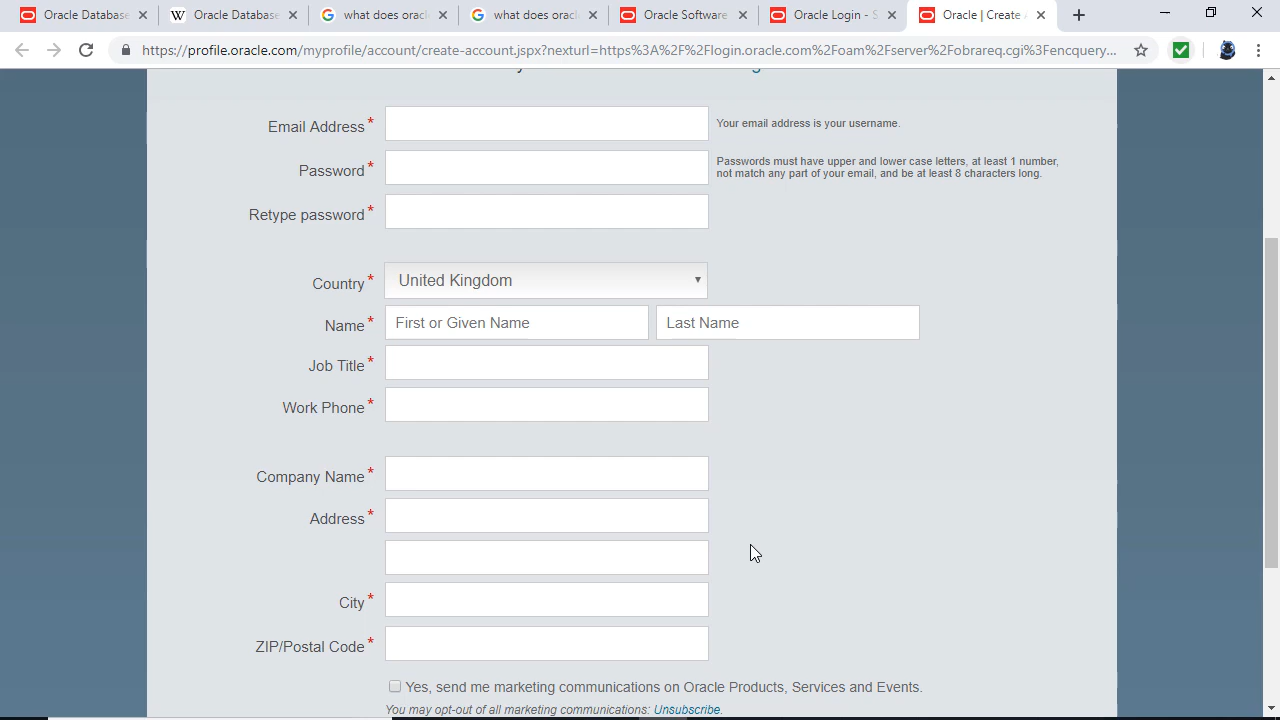 Oracle Database
Oracle Database
what does oracl
what does oracl
Oracle Software
Oracle Login - S
Oracle | Create A
https://profile.oracle.com/myprofile/account/create-account.jspx?nexturl=https%3A%2F%2Flogin.oracle.com%2Foam%2Fserver%2Fobrareq.cgi%3Fencquery...
Email Address*
Your email address is your username.
Password*
Passwords must have upper and lower case letters, at least 1 number,
not match any part of your email, and be at least 8 characters long.
Retype password*
Country*
United Kingdom
Name*
First or Given Name
Last Name
Job Title*
Work Phone*
Company Name*
Address*
City*
ZIP/Postal Code*
Yes, send me marketing communications on Oracle Products, Services and Events.
You may opt-out of all marketing communications: Unsubscribe.